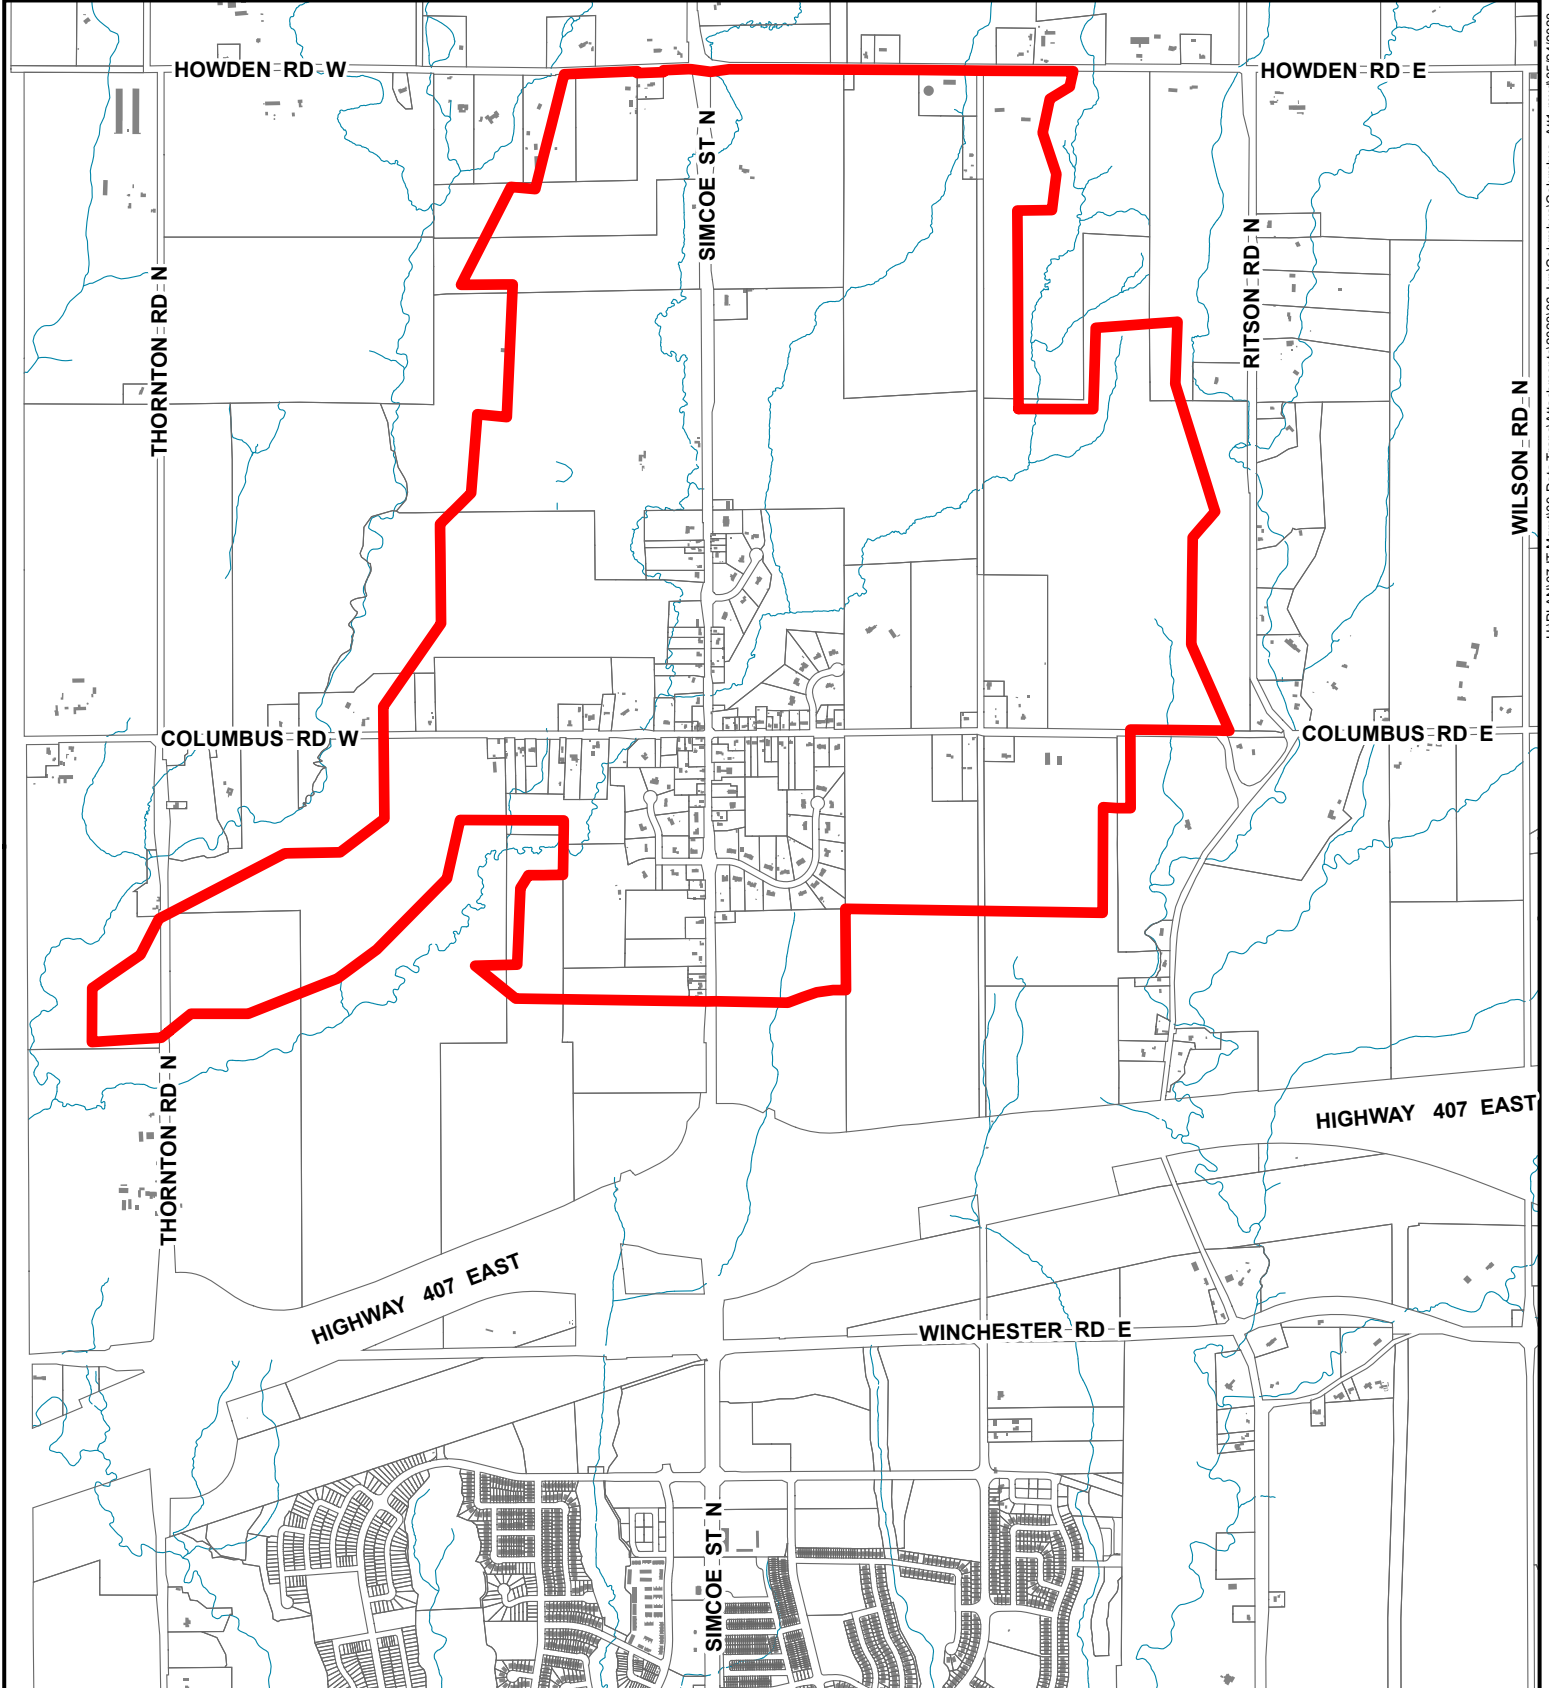 HOWDEN RD W
HOWDEN RD E
SIMCOE ST N
THORNTON RD N
RITSON RD N
WILSON RD N
COLUMBUS RD W
COLUMBUS RD E
THORNTON RD N
HIGHWAY 407 EAST
HIGHWAY 407 EAST
WINCHESTER RD E
SIMCOE ST N